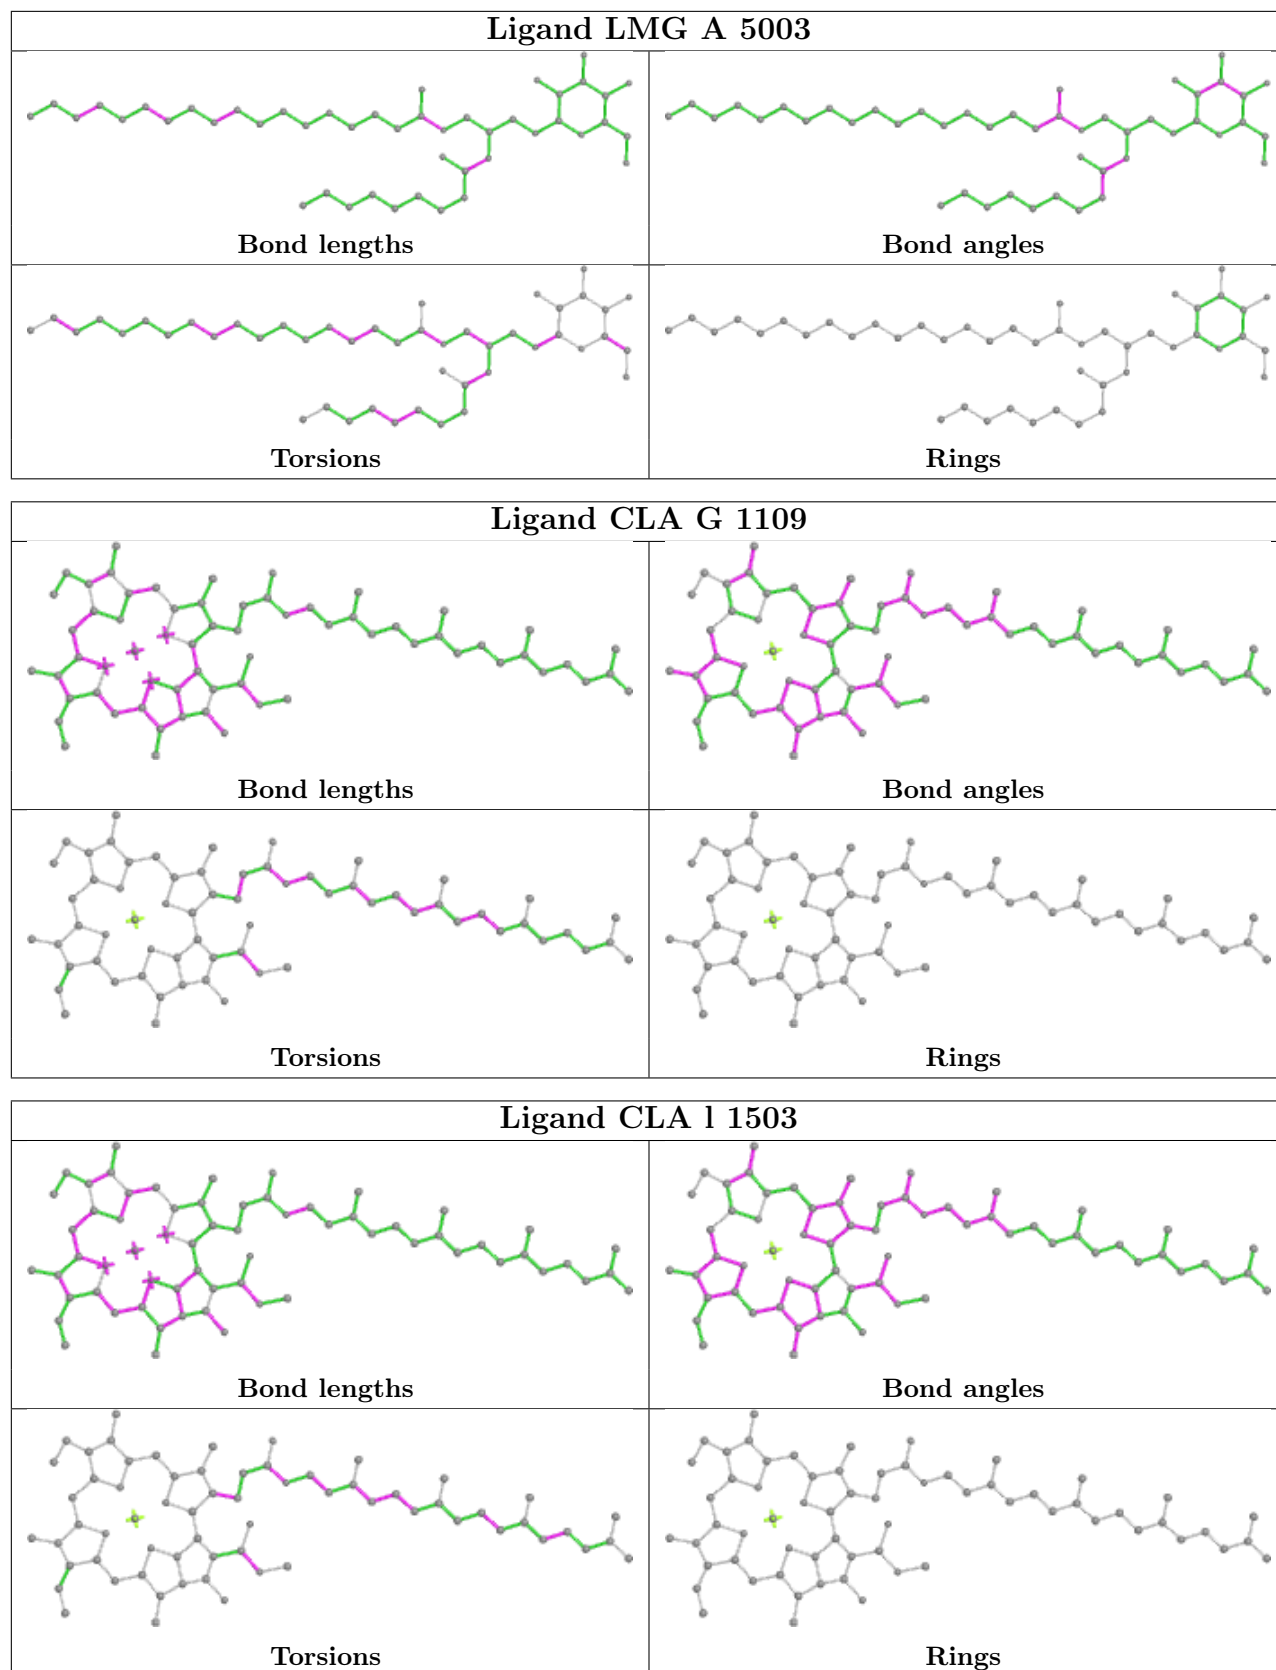 Ligand LMG A 5003
Bond lengths
Bond angles
Torsions
Rings
Ligand CLA G 1109
Bond lengths
Bond angles
Torsions
Rings
Ligand CLA l 1503
Bond lengths
Bond angles
Torsions
Rings